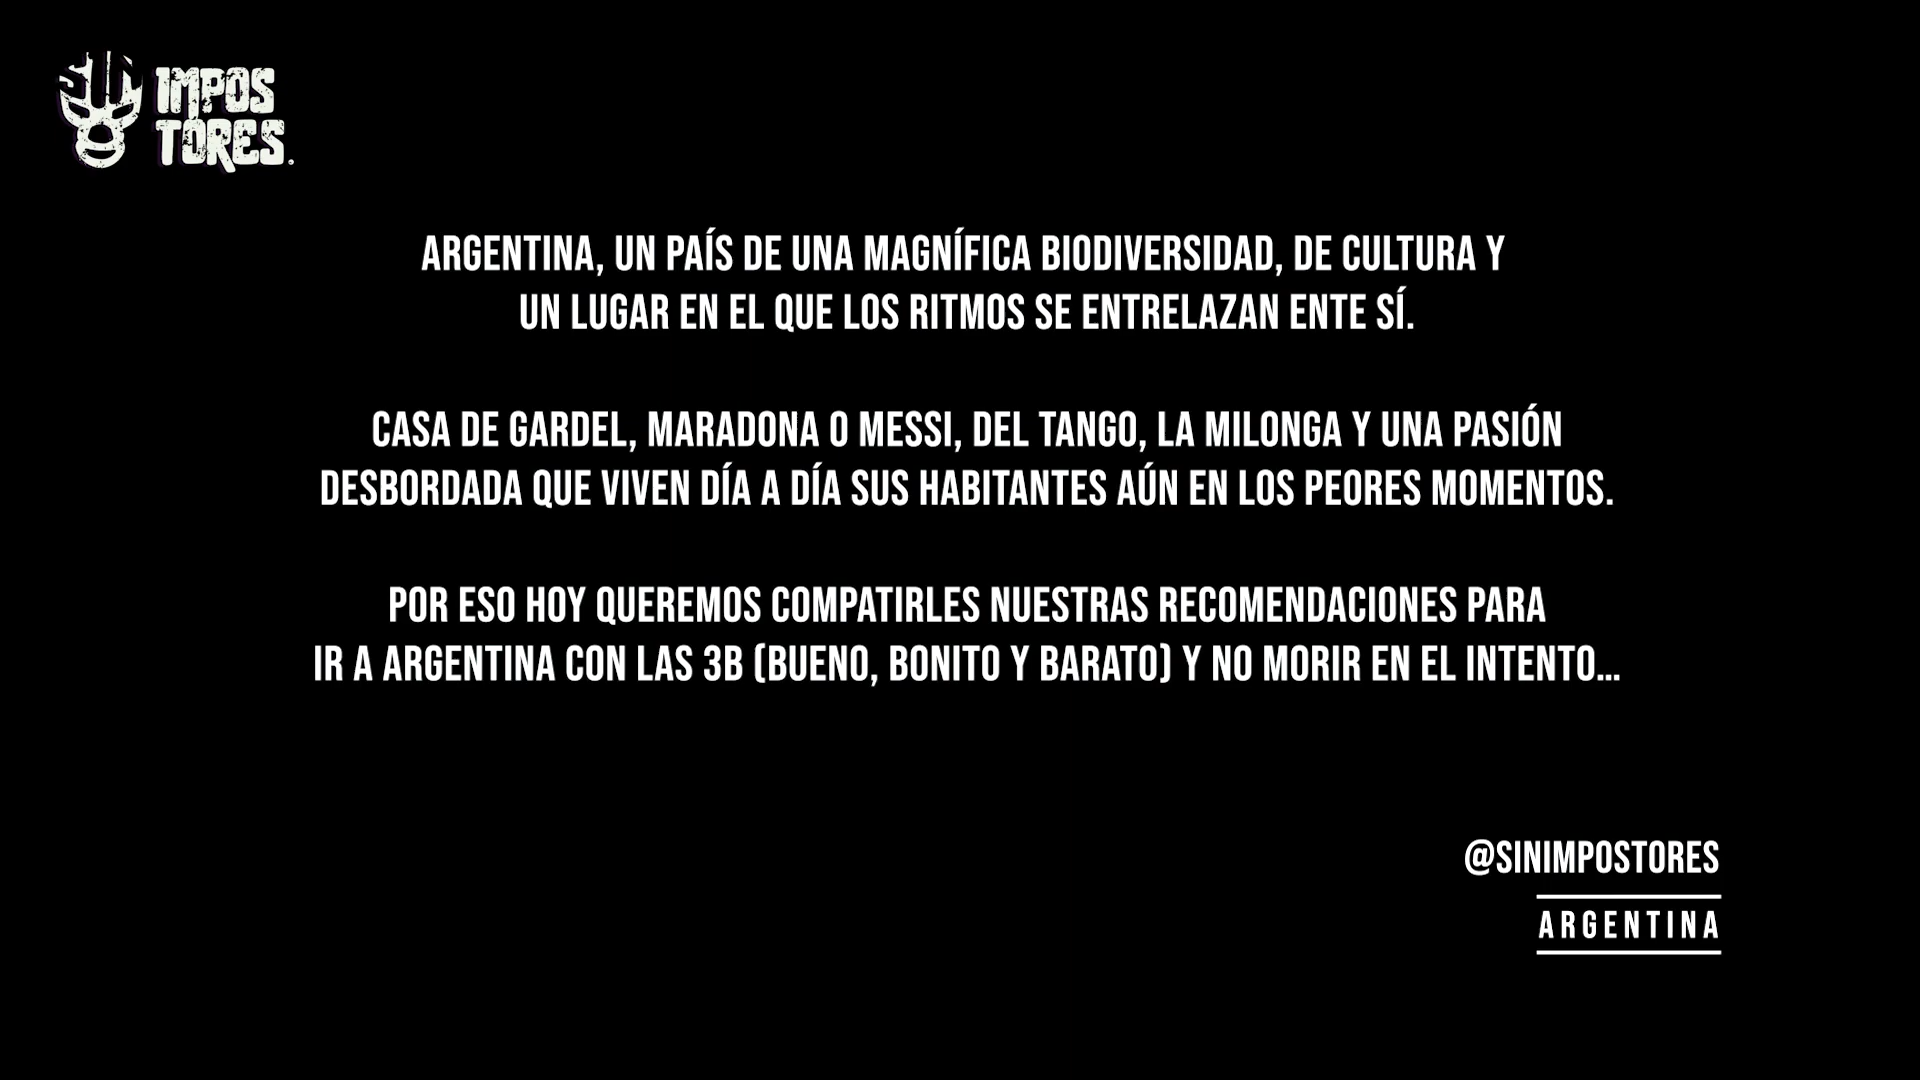 SIN
IMPOS
TORES.
ARGENTINA, UN PAÍS DE UNA MAGNÍFICA BIODIVERSIDAD, DE CULTURA Y
UN LUGAR EN EL QUE LOS RITMOS SE ENTRELAZAN ENTE SÍ.
CASA DE GARDEL, MARADONA O MESSI, DEL TANGO, LA MILONGA Y UNA PASIÓN
DESBORDADA QUE VIVEN DÍA A DÍA SUS HABITANTES AÚN EN LOS PEORES MOMENTOS.
POR ESO HOY QUEREMOS COMPATIRLES NUESTRAS RECOMENDACIONES PARA
IR A ARGENTINA CON LAS 3B (BUENO, BONITO Y BARATO) Y NO MORIR EN EL INTENTO...
@SINIMPOSTORES
ARGENTINA